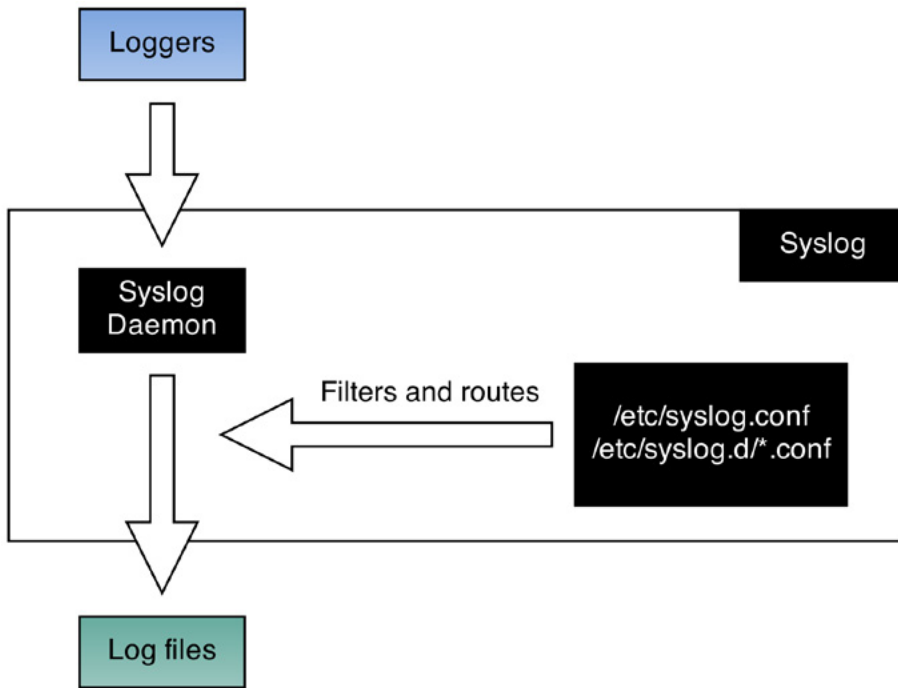 Loggers
Syslog
Syslog
Daemon
Filters and routes
/etc/syslog.conf
/etc/syslog.d/*.conf
Log files